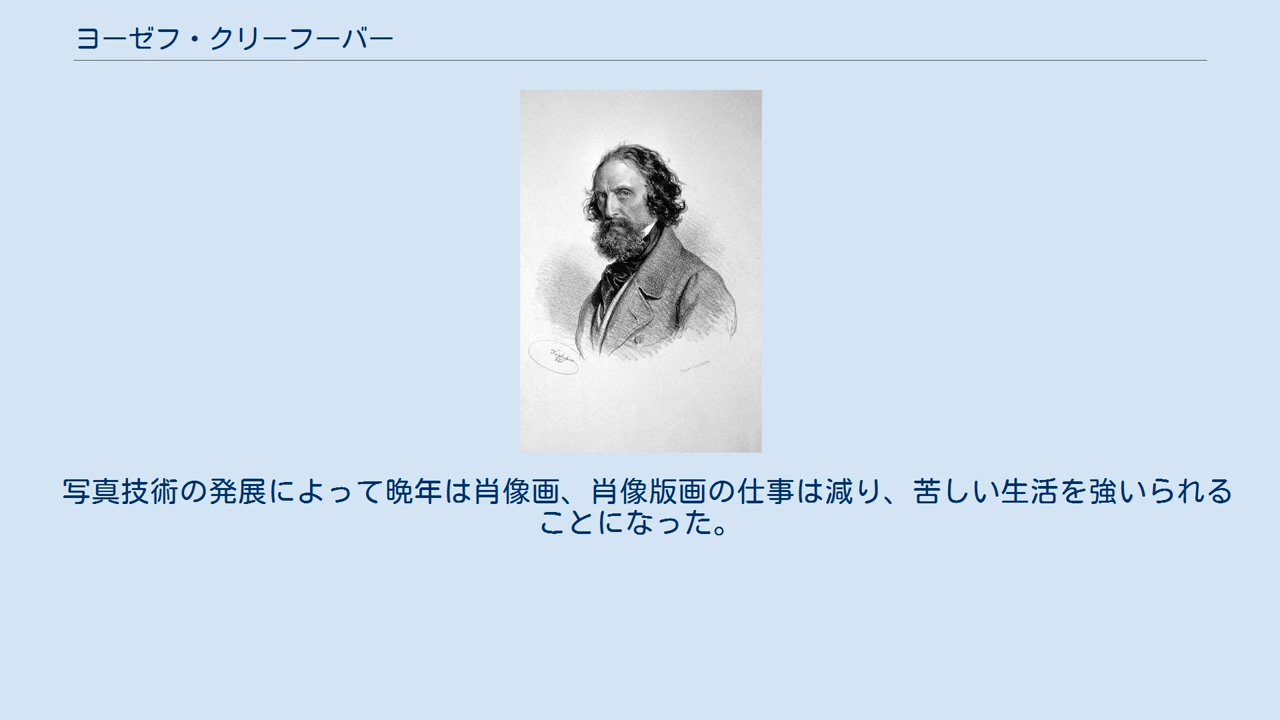 ヨーゼフ・クリーフーバー
写真技術の発展によって晩年は肖像画、肖像版画の仕事は減り、苦しい生活を強いられる
ことになった。